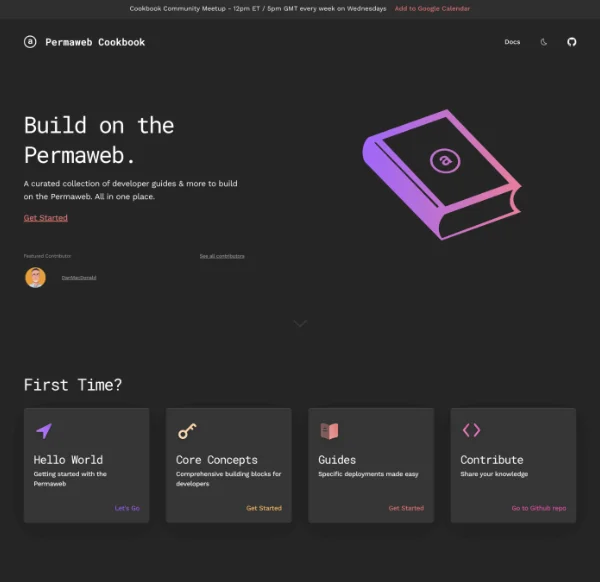 Cookbook Community Meetup - 12pm ET / 5pm GMT every week on Wednesdays Add to Google Calendar
Permaweb Cookbook
Docs
Build on the
Permaweb.
A curated collection of developer guides & more to build
on the Permaweb. All in one place.
Get Started
Featured Contributor
See all contributors
DanMacDonald
First Time?
Hello World
Getting started with the
Permaweb
Let's Go
Core Concepts
Comprehensive building blocks for
developers
Get Started
Guides
Specific deployments made easy
Get Started
Contribute
Share your knowledge
Go to Github repo